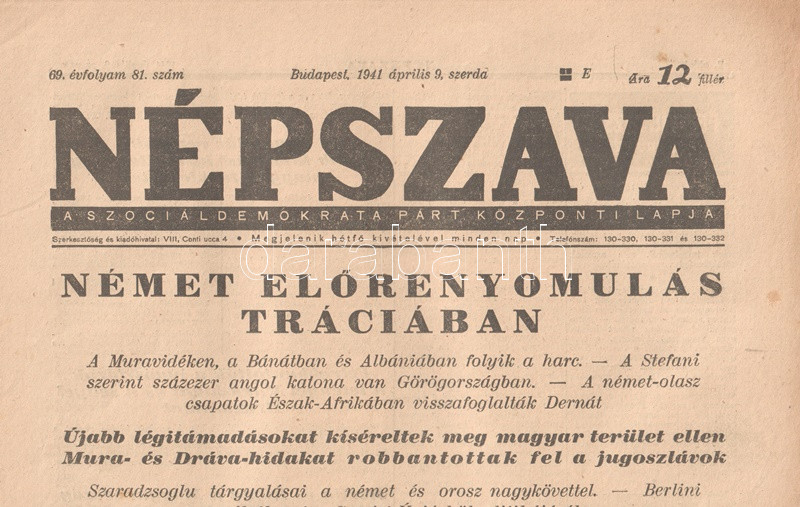 69. évfolyam 81. szám Budapest, 1941 április 9, szerda E Ára 12 fillér
NÉPSZAVA
A SZOCIÁLDEMOKRATA PÁRT KÖZPONTI LAPJA
Szerkesztőség és kiadóhivatal: VIII, Conti ucca 4 • Megjelenik hétfő kivételével minden nap • Telefónszám: 130-330, 130-331 és 130-332
darabanth
NÉMET ELŐRENYOMULÁS
TRÁCIÁBAN
A Muravidéken, a Bánátban és Albániában folyik a harc. — A Stefani
szerint százezer angol katona van Görögországban. — A német-olasz
csapatok Észak-Afrikában visszafoglalták Dernát
Újabb légitámadásokat kíséreltek meg magyar terület ellen
Mura- és Dráva-hidakat robbantottak fel a jugoszlávok
Szaradzsoglu tárgyalásai a német és orosz nagykövettel. — Berlini